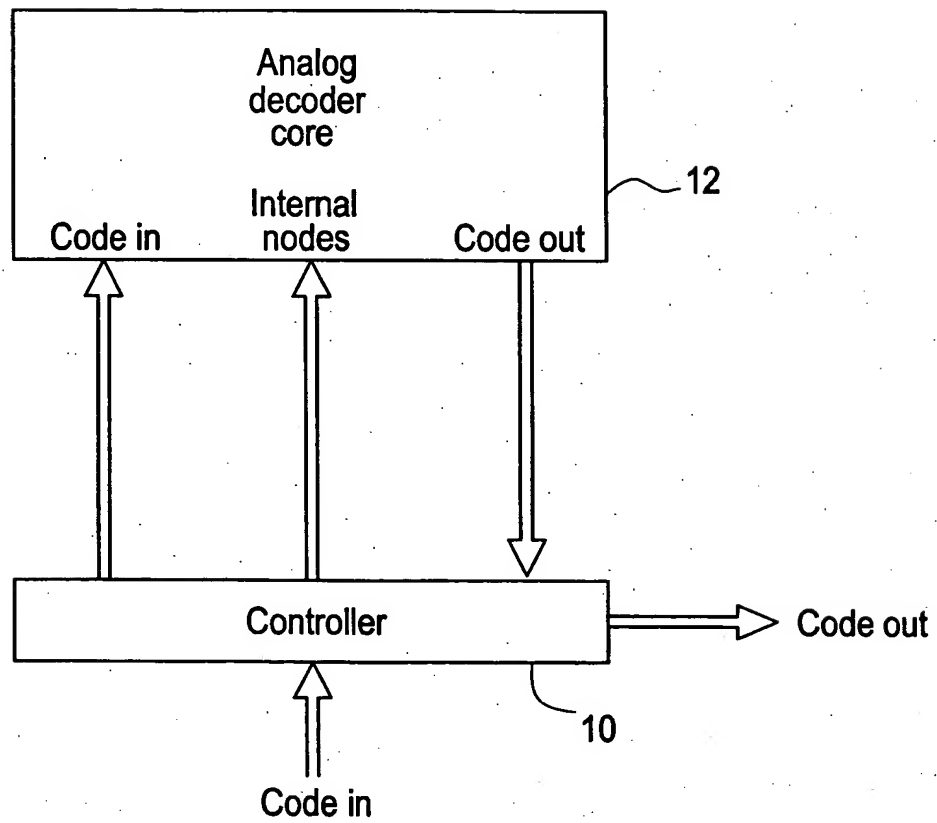 Analog
decoder
core
12
Internal
nodes
Code in
Code out
Controller
Code out
10
Code in